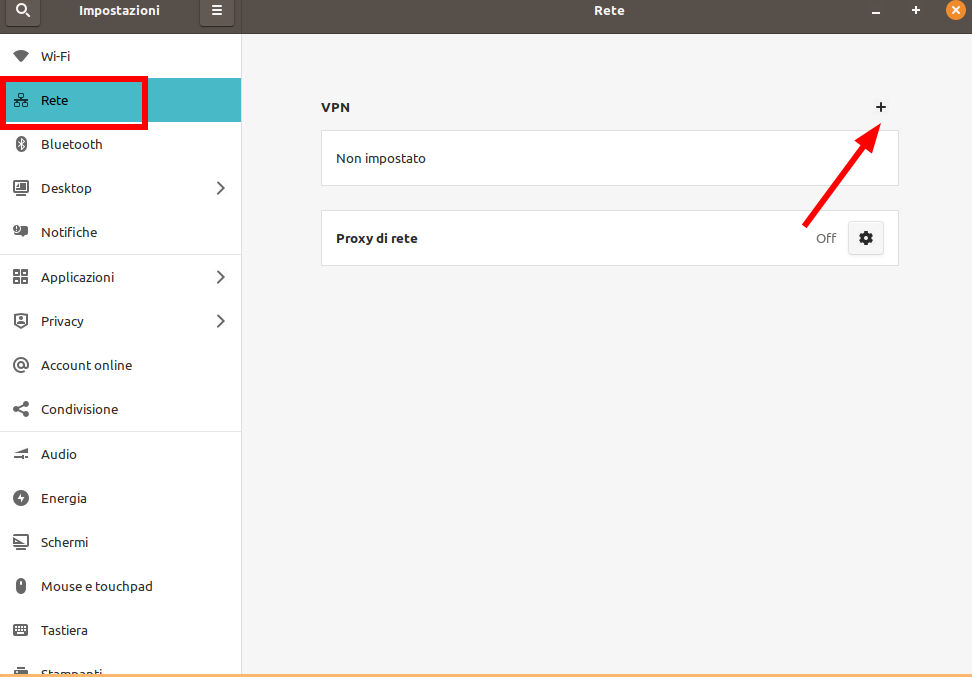 Impostazioni
Rete
Wi-Fi
Rete
Bluetooth
Desktop
Notifiche
Applicazioni
Privacy
Account online
Condivisione
Audio
Energia
Schermi
Mouse e touchpad
Tastiera
Stampanti
VPN
Non impostato
Proxy di rete
Off